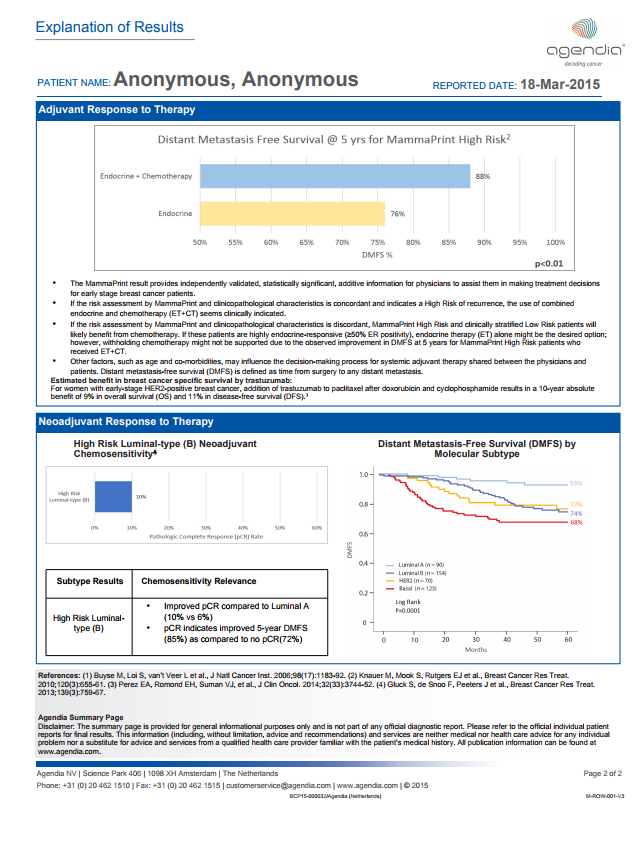 Explanation of Results
agendia®
decoding cancer
PATIENT NAME: Anonymous, Anonymous
REPORTED DATE: 18-Mar-2015
Adjuvant Response to Therapy
Distant Metastasis Free Survival @ 5 yrs for MammaPrint High Risk²
Endocrine + Chemotherapy 88%
Endocrine 76%
50% 55% 60% 65% 70% 75% 80% 85% 90% 95% 100%
DMFS %
p<0.01
• The MammaPrint result provides independently validated, statistically significant, additive information for physicians to assist them in making treatment decisions
for early stage breast cancer patients.
• If the risk assessment by MammaPrint and clinicopathological characteristics is concordant and indicates a High Risk of recurrence, the use of combined
endocrine and chemotherapy (ET+CT) seems clinically indicated.
• If the risk assessment by MammaPrint and clinicopathological characteristics is discordant, MammaPrint High Risk and clinically stratified Low Risk patients will
likely benefit from chemotherapy. If these patients are highly endocrine-responsive (≥50% ER positivity), endocrine therapy (ET) alone might be the desired option;
however, withholding chemotherapy might not be supported due to the observed improvement in DMFS at 5 years for MammaPrint High Risk patients who
received ET+CT.
• Other factors, such as age and co-morbidities, may influence the decision-making process for systemic adjuvant therapy shared between the physicians and
patients. Distant metastasis-free survival (DMFS) is defined as time from surgery to any distant metastasis.
Estimated benefit in breast cancer specific survival by trastuzumab:
For women with early-stage HER2-positive breast cancer, addition of trastuzumab to paclitaxel after doxorubicin and cyclophosphamide results in a 10-year absolute
benefit of 9% in overall survival (OS) and 11% in disease-free survival (DFS).³
Neoadjuvant Response to Therapy
High Risk Luminal-type (B) Neoadjuvant
Chemosensitivity⁴
High Risk
Luminal-type (B)
10%
0% 10% 20% 30% 40% 50% 60%
Pathologic Complete Response (pCR) Rate
Subtype Results Chemosensitivity Relevance
High Risk Luminal-
type (B)
• Improved pCR compared to Luminal A
(10% vs 6%)
• pCR indicates improved 5-year DMFS
(85%) as compared to no pCR(72%)
Distant Metastasis-Free Survival (DMFS) by
Molecular Subtype
DMFS
1.0
0.8
0.6
0.4
0.2
0
93%
77%
74%
68%
Luminal A (n = 90)
Luminal B (n = 154)
HER2 (n = 70)
Basal (n = 123)
Log Rank
P<0.0001
0 10 20 30 40 50 60
Months
References: (1) Buyse M, Loi S, van't Veer L et al., J Natl Cancer Inst. 2006;98(17):1183-92. (2) Knauer M, Mook S, Rutgers EJ et al., Breast Cancer Res Treat.
2010;120(3):655-61. (3) Perez EA, Romond EH, Suman VJ, et al., J Clin Oncol. 2014;32(33):3744-52. (4) Gluck S, de Snoo F, Peeters J et al., Breast Cancer Res Treat.
2013;139(3):759-67.
Agendia Summary Page
Disclaimer: The summary page is provided for general informational purposes only and is not part of any official diagnostic report. Please refer to the official individual patient
reports for final results. This information (including, without limitation, advice and recommendations) and services are neither medical nor health care advice for any individual
problem nor a substitute for advice and services from a qualified health care provider familiar with the patient's medical history. All publication information can be found at
www.agendia.com.
Agendia NV | Science Park 406 | 1098 XH Amsterdam | The Netherlands
Page 2 of 2
Phone: +31 (0) 20 462 1510 | Fax: +31 (0) 20 462 1515 | customerservice@agendia.com | www.agendia.com | © 2015
BCP15-000033/Agendia (Netherlands)
M-ROW-001-V3